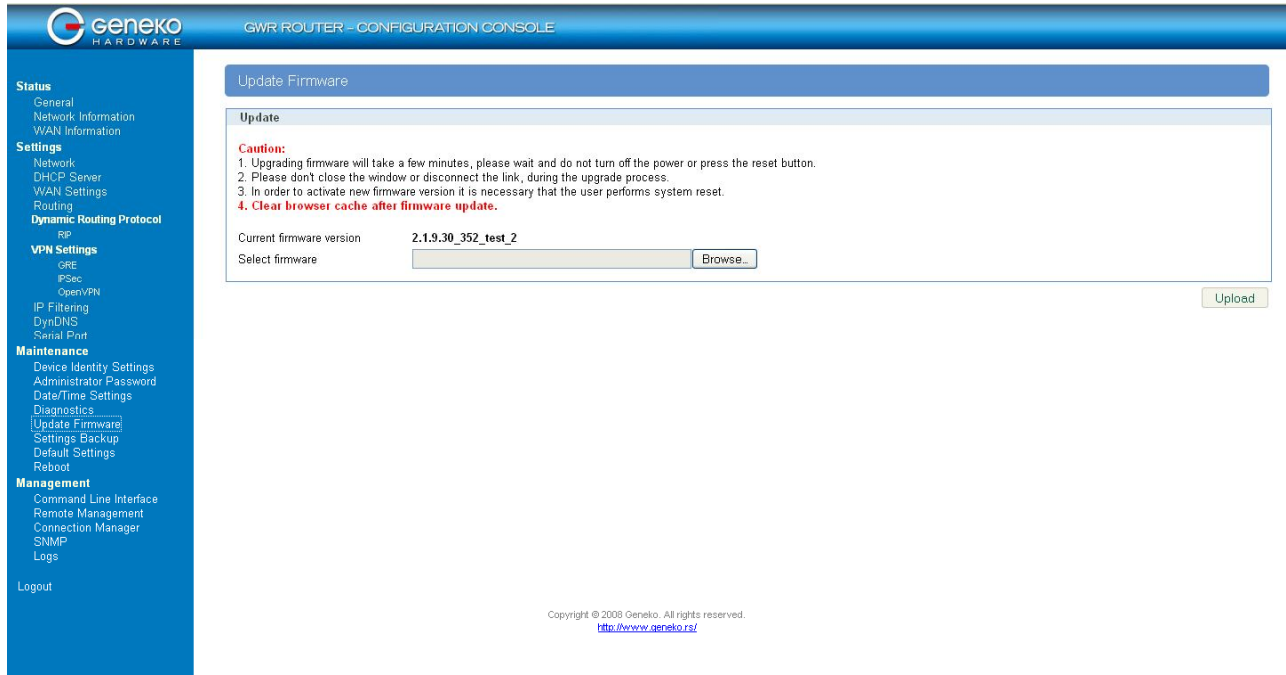 GENEKO
HARDWARE
GWR ROUTER – CONFIGURATION CONSOLE
Status
General
Network Information
WAN Information
Settings
Network
DHCP Server
WAN Settings
Routing
Dynamic Routing Protocol
RIP
VPN Settings
GRE
IPSec
OpenVPN
IP Filtering
DynDNS
Serial Port
Maintenance
Device Identity Settings
Administrator Password
Date/Time Settings
Diagnostics
Update Firmware
Settings Backup
Default Settings
Reboot
Management
Command Line Interface
Remote Management
Connection Manager
SNMP
Logs
Logout
Update Firmware
Update
Caution:
1. Upgrading firmware will take a few minutes, please wait and do not turn off the power or press the reset button.
2. Please don't close the window or disconnect the link, during the upgrade process.
3. In order to activate new firmware version it is necessary that the user performs system reset.
4. Clear browser cache after firmware update.
Current firmware version 2.1.9.30_352_test_2
Select firmware Browse...
Upload
Copyright © 2008 Geneko. All rights reserved.
http://www.geneko.rs/